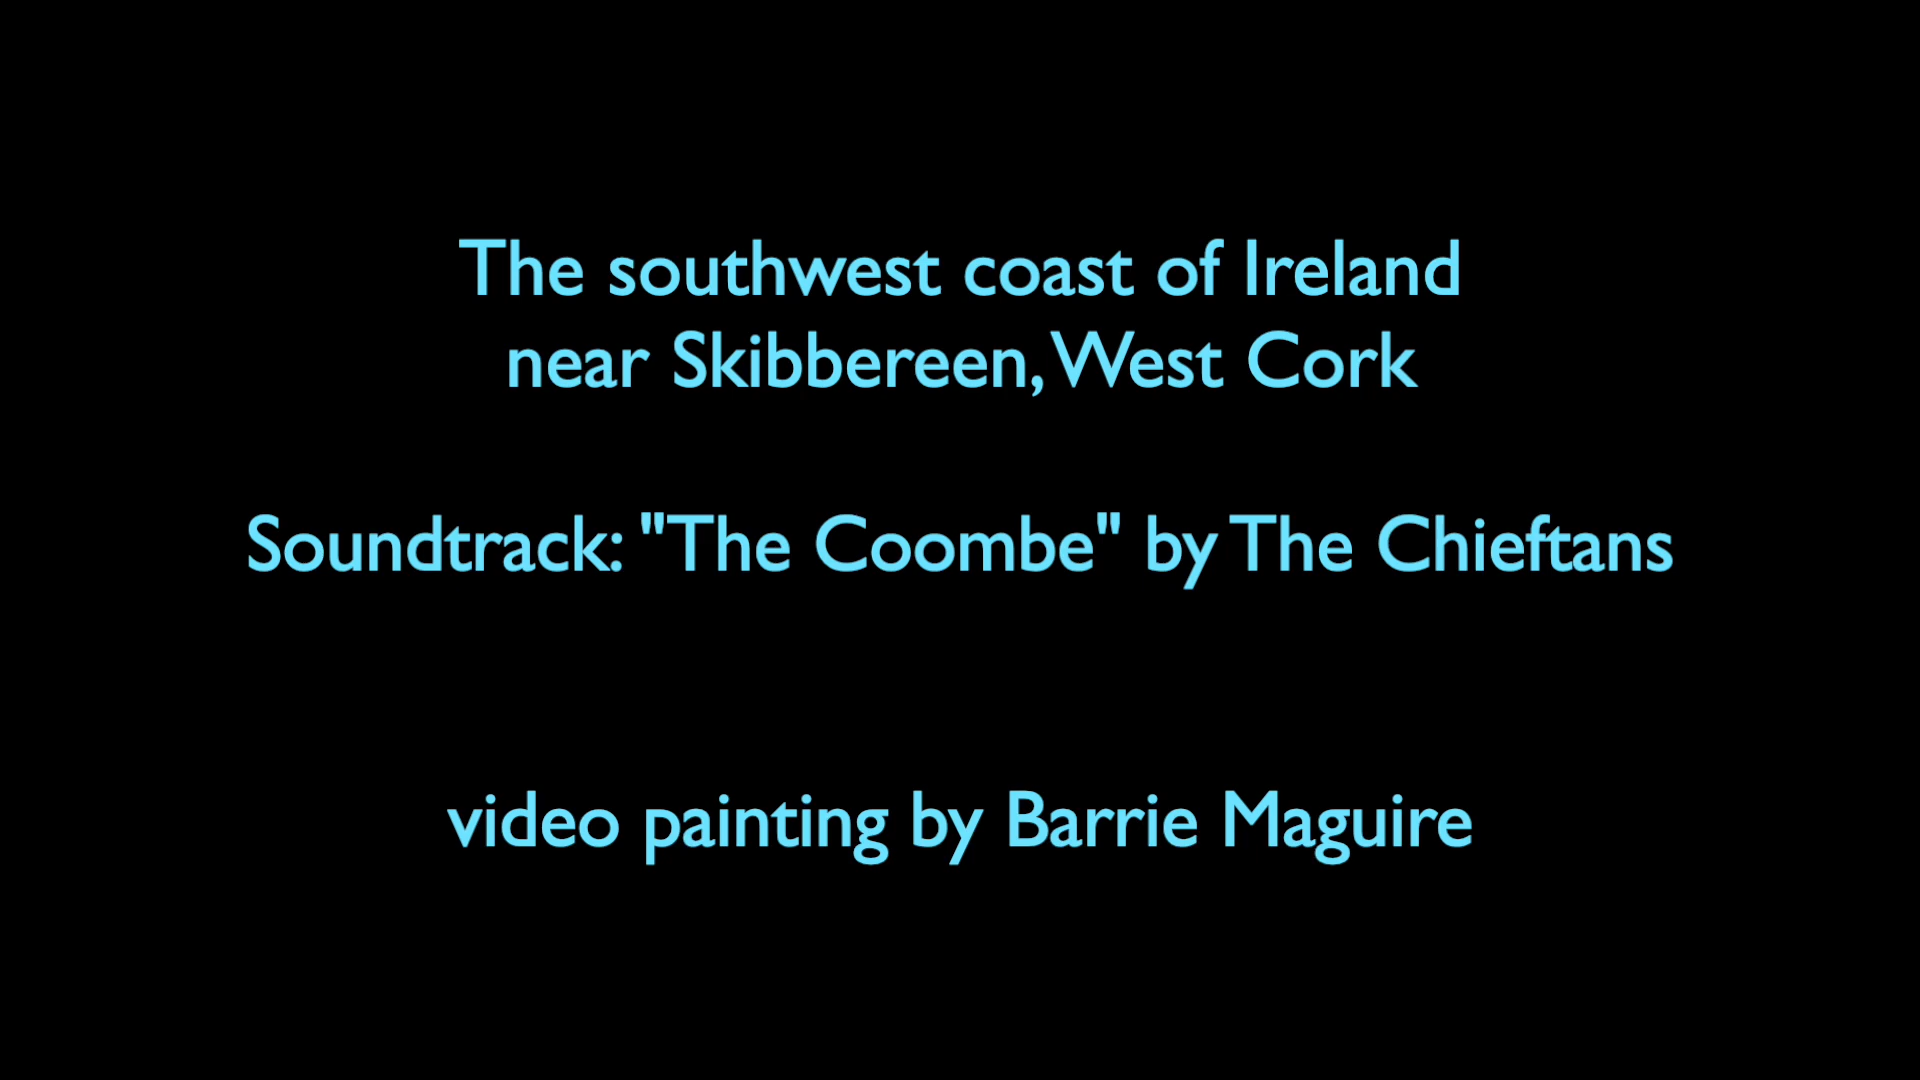 The southwest coast of Ireland
near Skibbereen, West Cork
Soundtrack: "The Coombe" by The Chieftans
video painting by Barrie Maguire